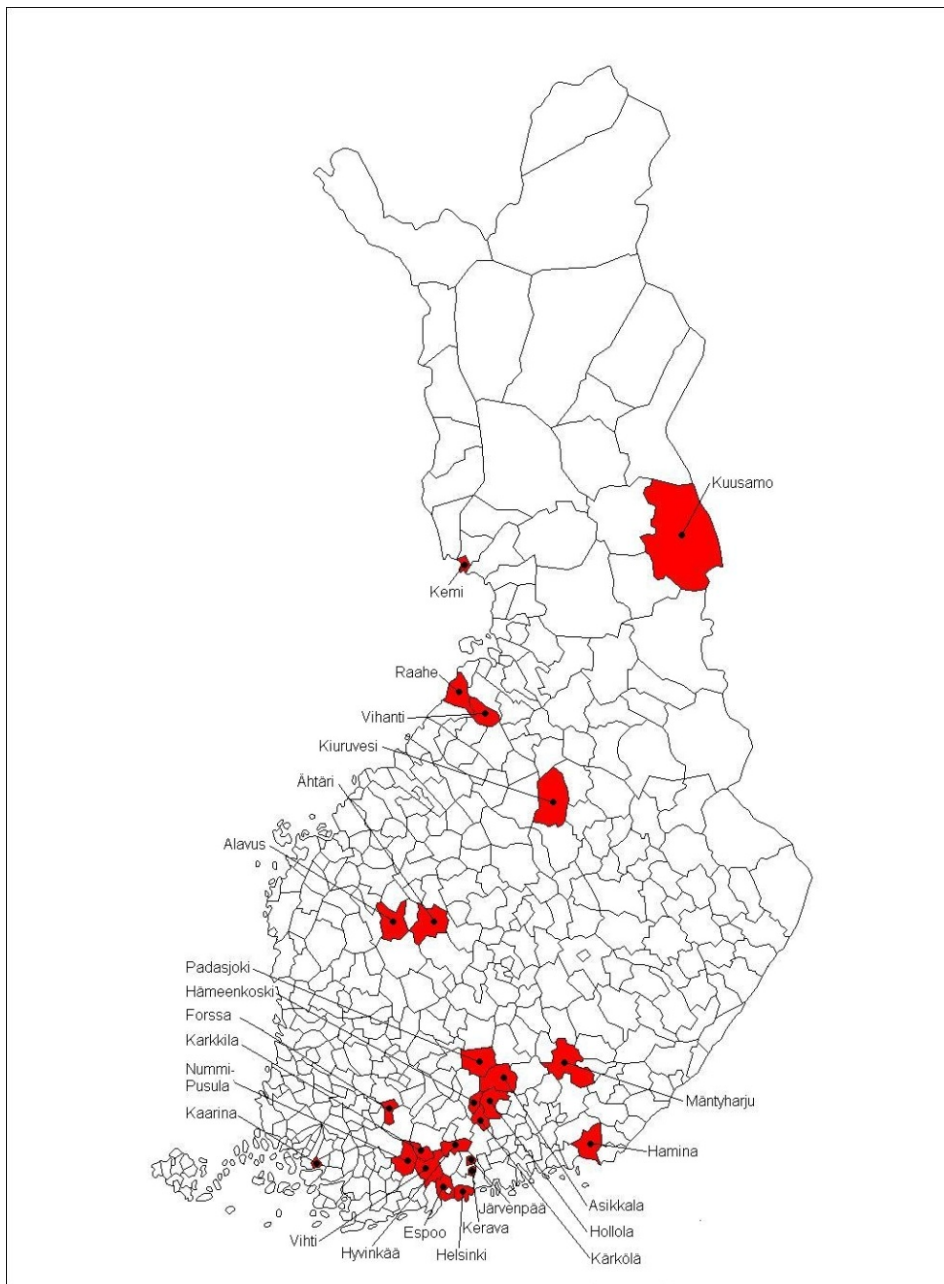 Kuusamo
Kemi
Raahe
Vihanti
Kiuruvesi
Ähtäri
Alavus
Padasjoki
Hämeenkoski
Forssa
Karkkila
Nummi-
Pusula
Kaarina
Mäntyharju
Hamina
Asikkala
Järvenpää
Hollola
Kerava
Espoo
Vihti
Hyvinkää
Helsinki
Kärkölä